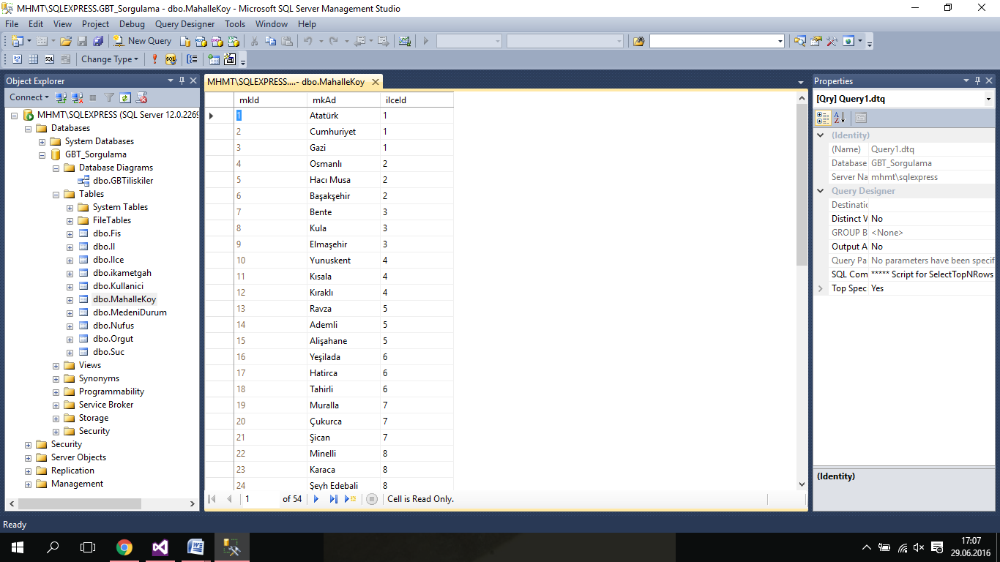 MHMT\SQLEXPRESS.GBT_Sorgulama - dbo.MahalleKoy - Microsoft SQL Server Management Studio
File Edit View Project Debug Query Designer Tools Window Help
New Query
Change Type
Object Explorer
Connect
MHMT\SQLEXPRESS (SQL Server 12.0.2269
Databases
System Databases
GBT_Sorgulama
Database Diagrams
dbo.GBTiliskiler
Tables
System Tables
FileTables
dbo.Fis
dbo.Il
dbo.Ilce
dbo.ikametgah
dbo.Kullanici
dbo.MahalleKoy
dbo.MedeniDurum
dbo.Nufus
dbo.Orgut
dbo.Suc
Views
Synonyms
Programmability
Service Broker
Storage
Security
Security
Server Objects
Replication
Management
MHMT\SQLEXPRESS....- dbo.MahalleKoy
mkId mkAd ilceId
1 Atatürk 1
2 Cumhuriyet 1
3 Gazi 1
4 Osmanlı 2
5 Hacı Musa 2
6 Başakşehir 2
7 Bente 3
8 Kula 3
9 Elmaşehir 3
10 Yunuskent 4
11 Kısala 4
12 Kıraklı 4
13 Ravza 5
14 Ademli 5
15 Alişahane 5
16 Yeşilada 6
17 Hatirca 6
18 Tahirli 6
19 Muralla 7
20 Çukurca 7
21 Şican 7
22 Minelli 8
23 Karaca 8
24 Şeyh Edebali 8
1 of 54 Cell is Read Only.
Properties
[Qry] Query1.dtq
(Identity)
(Name) Query1.dtq
Database GBT_Sorgulama
Server Na mhmt\sqlexpress
Query Designer
Destinatic
Distinct V No
GROUP B <None>
Output A No
Query Pa No parameters have been specif
SQL Com ***** Script for SelectTopNRows
Top Spec Yes
(Identity)
Ready
17:07
29.06.2016